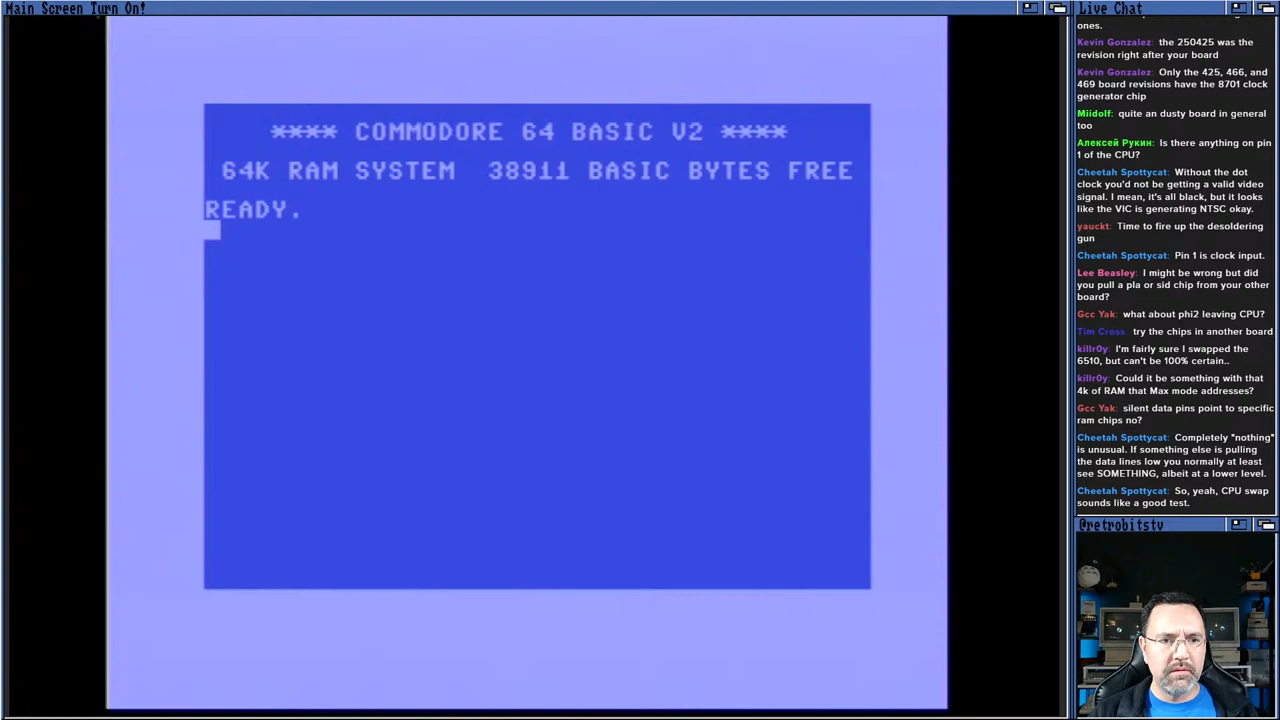 Main Screen Turn On!
**** COMMODORE 64 BASIC V2 ****
64K RAM SYSTEM  38911 BASIC BYTES FREE
READY.
Live Chat
ones.
Kevin Gonzalez: the 250425 was the
revision right after your board
Kevin Gonzalez: Only the 425, 466, and
469 board revisions have the 8701 clock
generator chip
Miidolf: quite an dusty board in general
too
Алексей Рукин: Is there anything on pin
1 of the CPU?
Cheetah Spottycat: Without the dot
clock you'd not be getting a valid video
signal. I mean, it's all black, but it looks
like the VIC is generating NTSC okay.
yauckt: Time to fire up the desoldering
gun
Cheetah Spottycat: Pin 1 is clock input.
Lee Beasley: I might be wrong but did
you pull a pla or sid chip from your other
board?
Gcc Yak: what about phi2 leaving CPU?
Tim Cross: try the chips in another board
killr0y: I'm fairly sure I swapped the
6510, but can't be 100% certain..
killr0y: Could it be something with that
4k of RAM that Max mode addresses?
Gcc Yak: silent data pins point to specific
ram chips no?
Cheetah Spottycat: Completely "nothing"
is unusual. If something else is pulling
the data lines low you normally at least
see SOMETHING, albeit at a lower level.
Cheetah Spottycat: So, yeah, CPU swap
sounds like a good test.
@retrobitstv